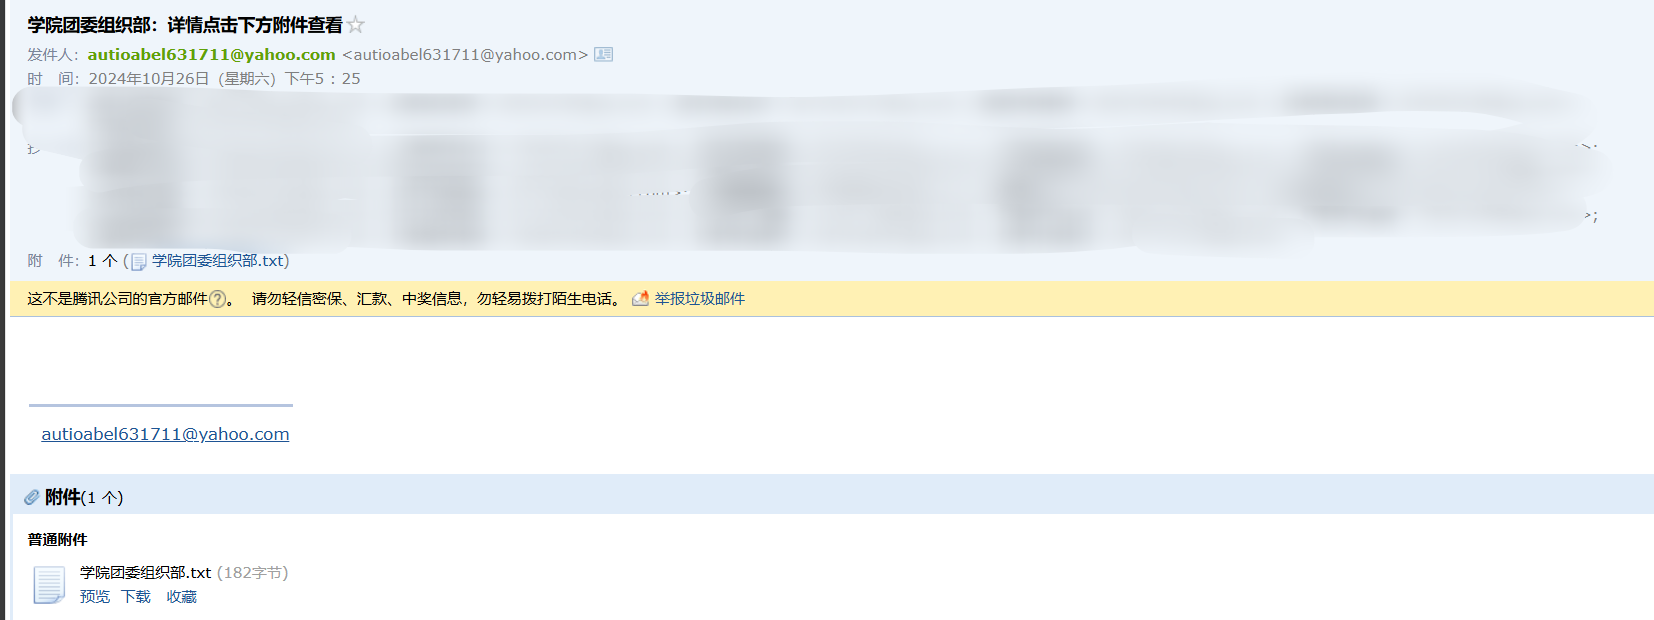 学院团委组织部：详情点击下方附件查看
发件人：autioabel631711@yahoo.com <autioabel631711@yahoo.com>
时 间：2024年10月26日（星期六）下午5：25
附 件：1 个 (学院团委组织部.txt)
这不是腾讯公司的官方邮件?。 请勿轻信密保、汇款、中奖信息，勿轻易拨打陌生电话。 举报垃圾邮件
autioabel631711@yahoo.com
附件(1 个)
普通附件
学院团委组织部.txt (182字节)
预览 下载 收藏